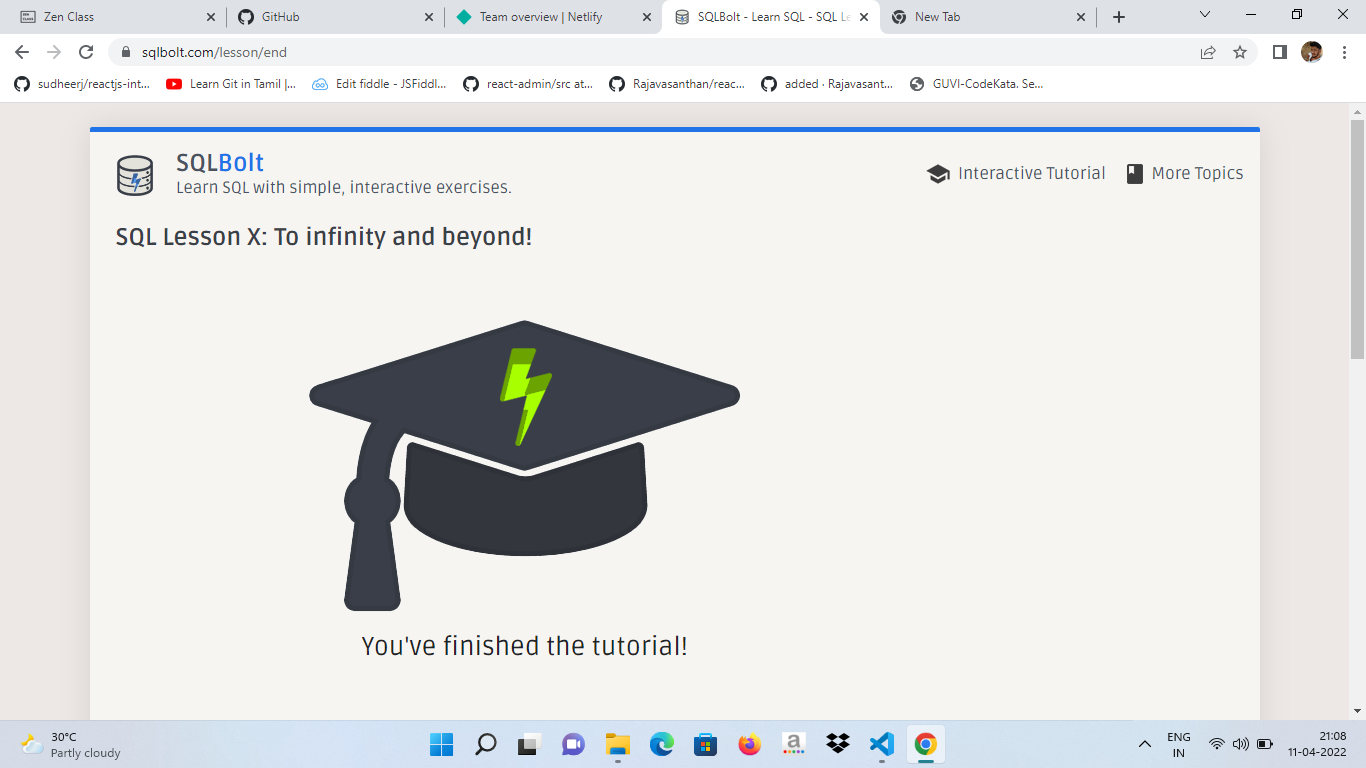 Zen Class
GitHub
Team overview | Netlify
SQLBolt - Learn SQL - SQL Le
New Tab
sqlbolt.com/lesson/end
sudheerj/reactjs-int...
Learn Git in Tamil |...
Edit fiddle - JSFiddl...
react-admin/src at...
Rajavasanthan/reac...
added · Rajavasant...
GUVI-CodeKata. Se...
SQLBolt
Learn SQL with simple, interactive exercises.
Interactive Tutorial
More Topics
SQL Lesson X: To infinity and beyond!
You've finished the tutorial!
30°C
Partly cloudy
ENG
IN
21:08
11-04-2022